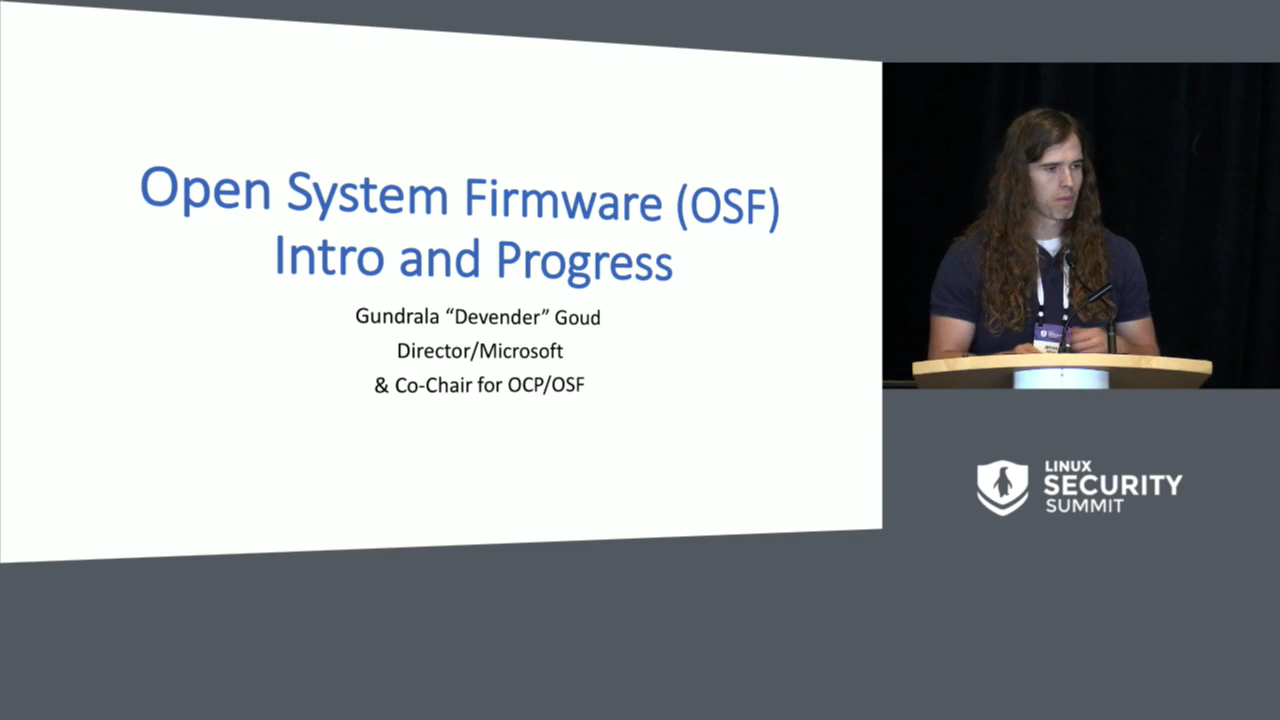 Open System Firmware (OSF)
Intro and Progress
Gundrala “Devender” Goud
Director/Microsoft
& Co-Chair for OCP/OSF
LINUX
SECURITY
SUMMIT